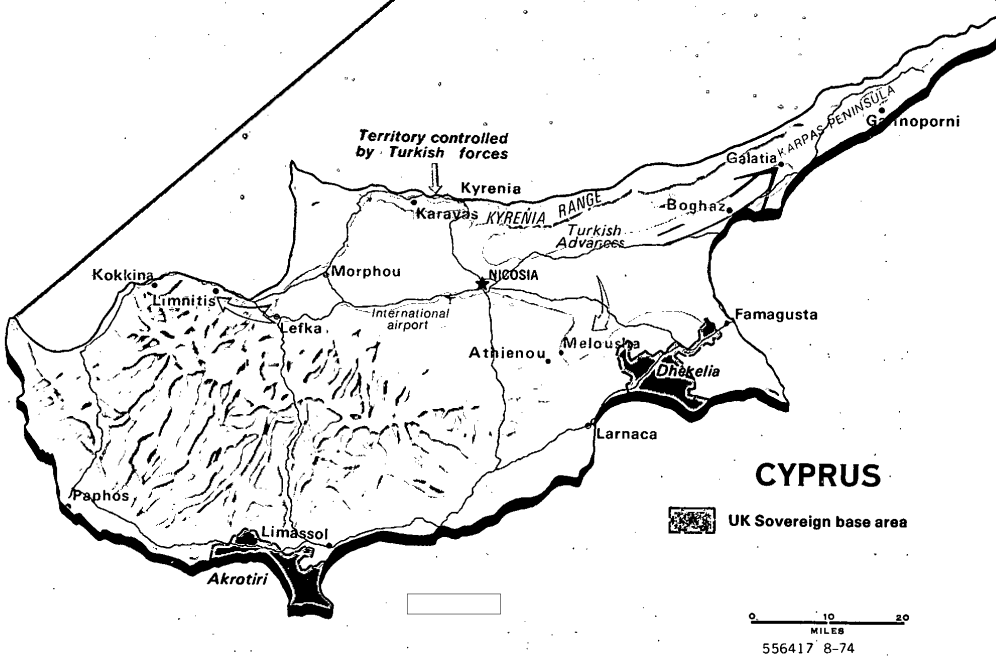 Territory controlled
by Turkish forces
Kyrenia
Karavas
KYRENIA RANGE
KARPAS PENINSULA
Galatia
Boghaz
Turkish
Advances
Kokkina
Limnitis
Morphou
NICOSIA
Lefka
International
airport
Athienou
Melousha
Famagusta
Dhekelia
Larnaca
Paphos
Limassol
Akrotiri
CYPRUS
UK Sovereign base area
0 10 20
MILES
556417 8-74